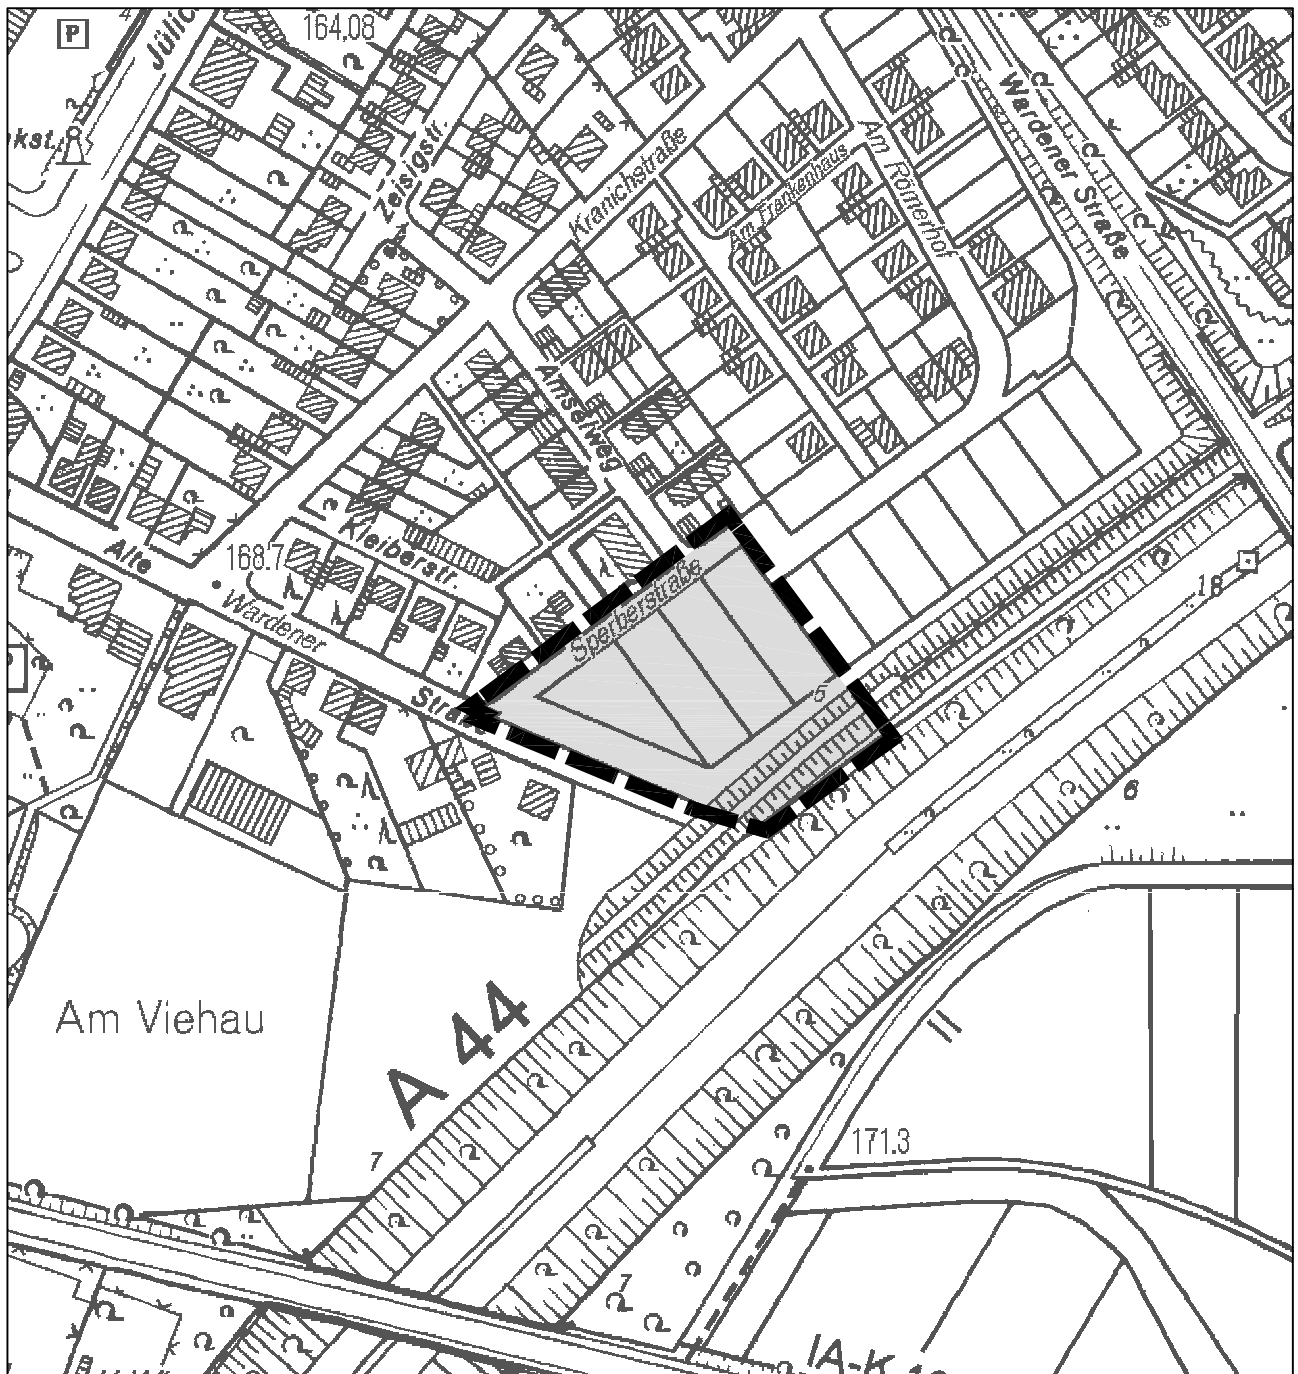 P
164,08
kst.
Zeisigstr.
Kranichstraße
Am Frankenhaus
Am Römerhof
Wardener Straße
Amselweg
Alte
168.7
Wardener
Straße
Kleiberstr.
Sperberstraße
5
18
6
A 44
Am Viehau
7
171.3
7